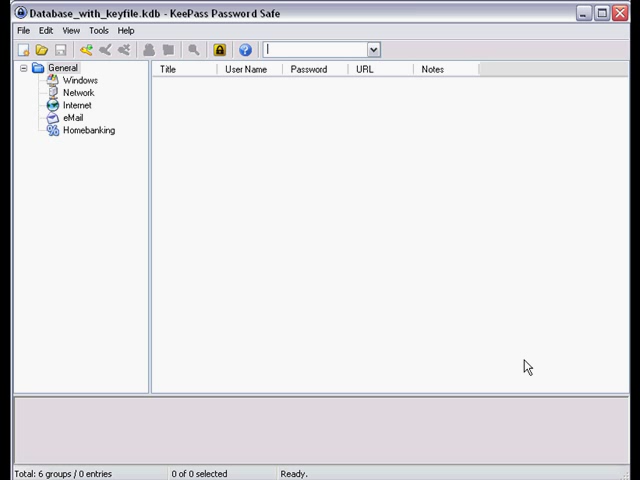 Database_with_keyfile.kdb - KeePass Password Safe
File Edit View Tools Help
General
Windows
Network
Internet
eMail
Homebanking
Title User Name Password URL Notes
Total: 6 groups / 0 entries 0 of 0 selected Ready.